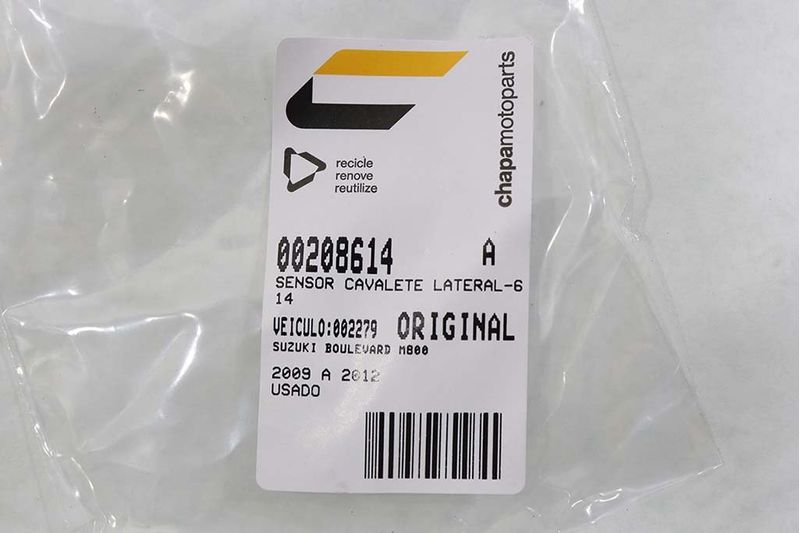 chapamotoparts
recicle
renove
reutilize
00208614 A
SENSOR CAVALETE LATERAL-6
14
VEICULO:002279 ORIGINAL
SUZUKI BOULEVARD M800
2009 A 2012
USADO